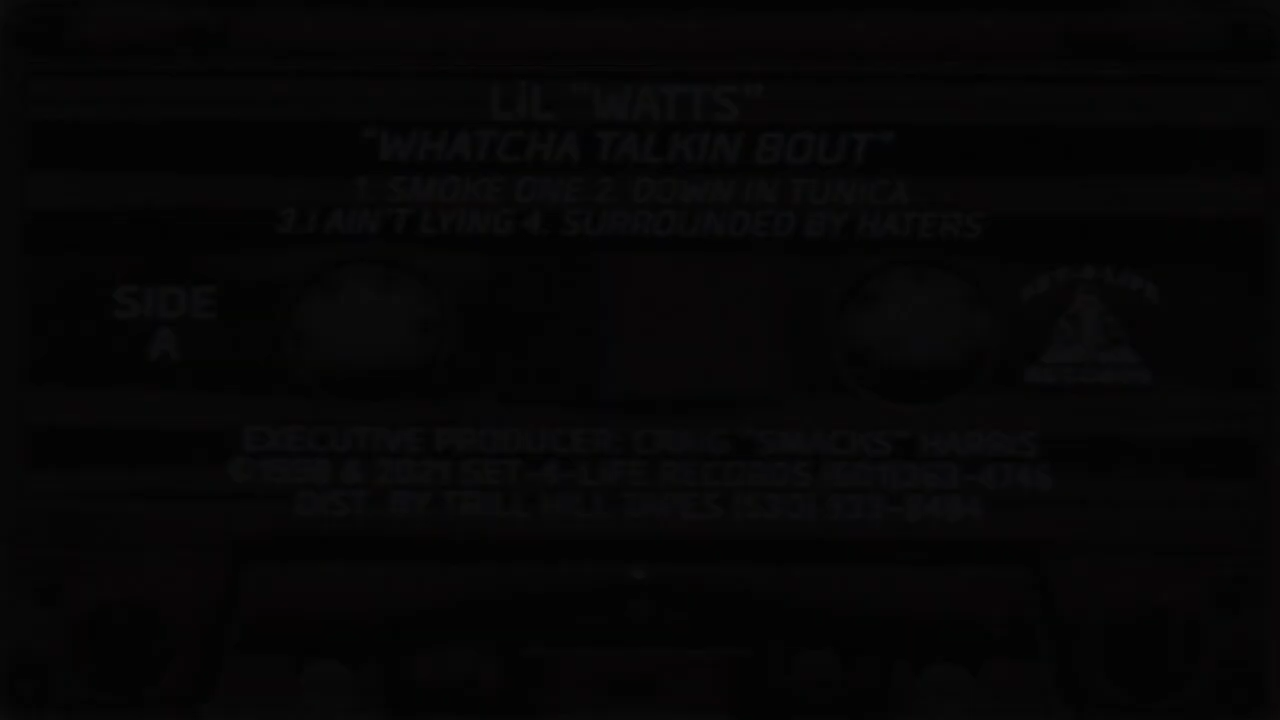 LIL "WATTS"
"WHATCHA TALKIN BOUT"
1. SMOKE ONE 2. DOWN IN TUNICA
3. I AIN'T LYING 4. SURROUNDED BY HATERS
SIDE
A
EXECUTIVE PRODUCER: CRAIG "SMACKS" HARRIS
& 2021 SET-4-LIFE RECORDS
DIST. BY TRILL HILL TAPES